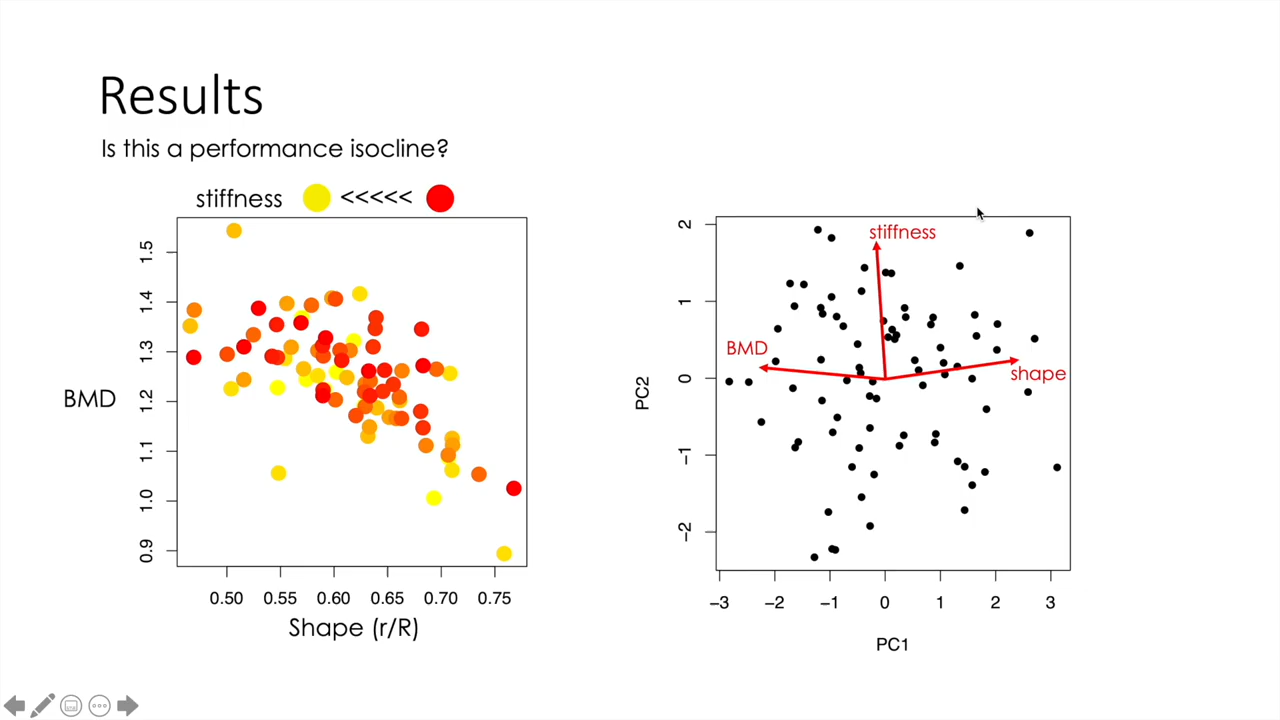 Results
Is this a performance isocline?
stiffness <<<<<
BMD
1.5
1.4
1.3
1.2
1.1
1.0
0.9
0.50 0.55 0.60 0.65 0.70 0.75
Shape (r/R)
PC2
2
1
0
−1
−2
stiffness
BMD
shape
−3 −2 −1 0 1 2 3
PC1